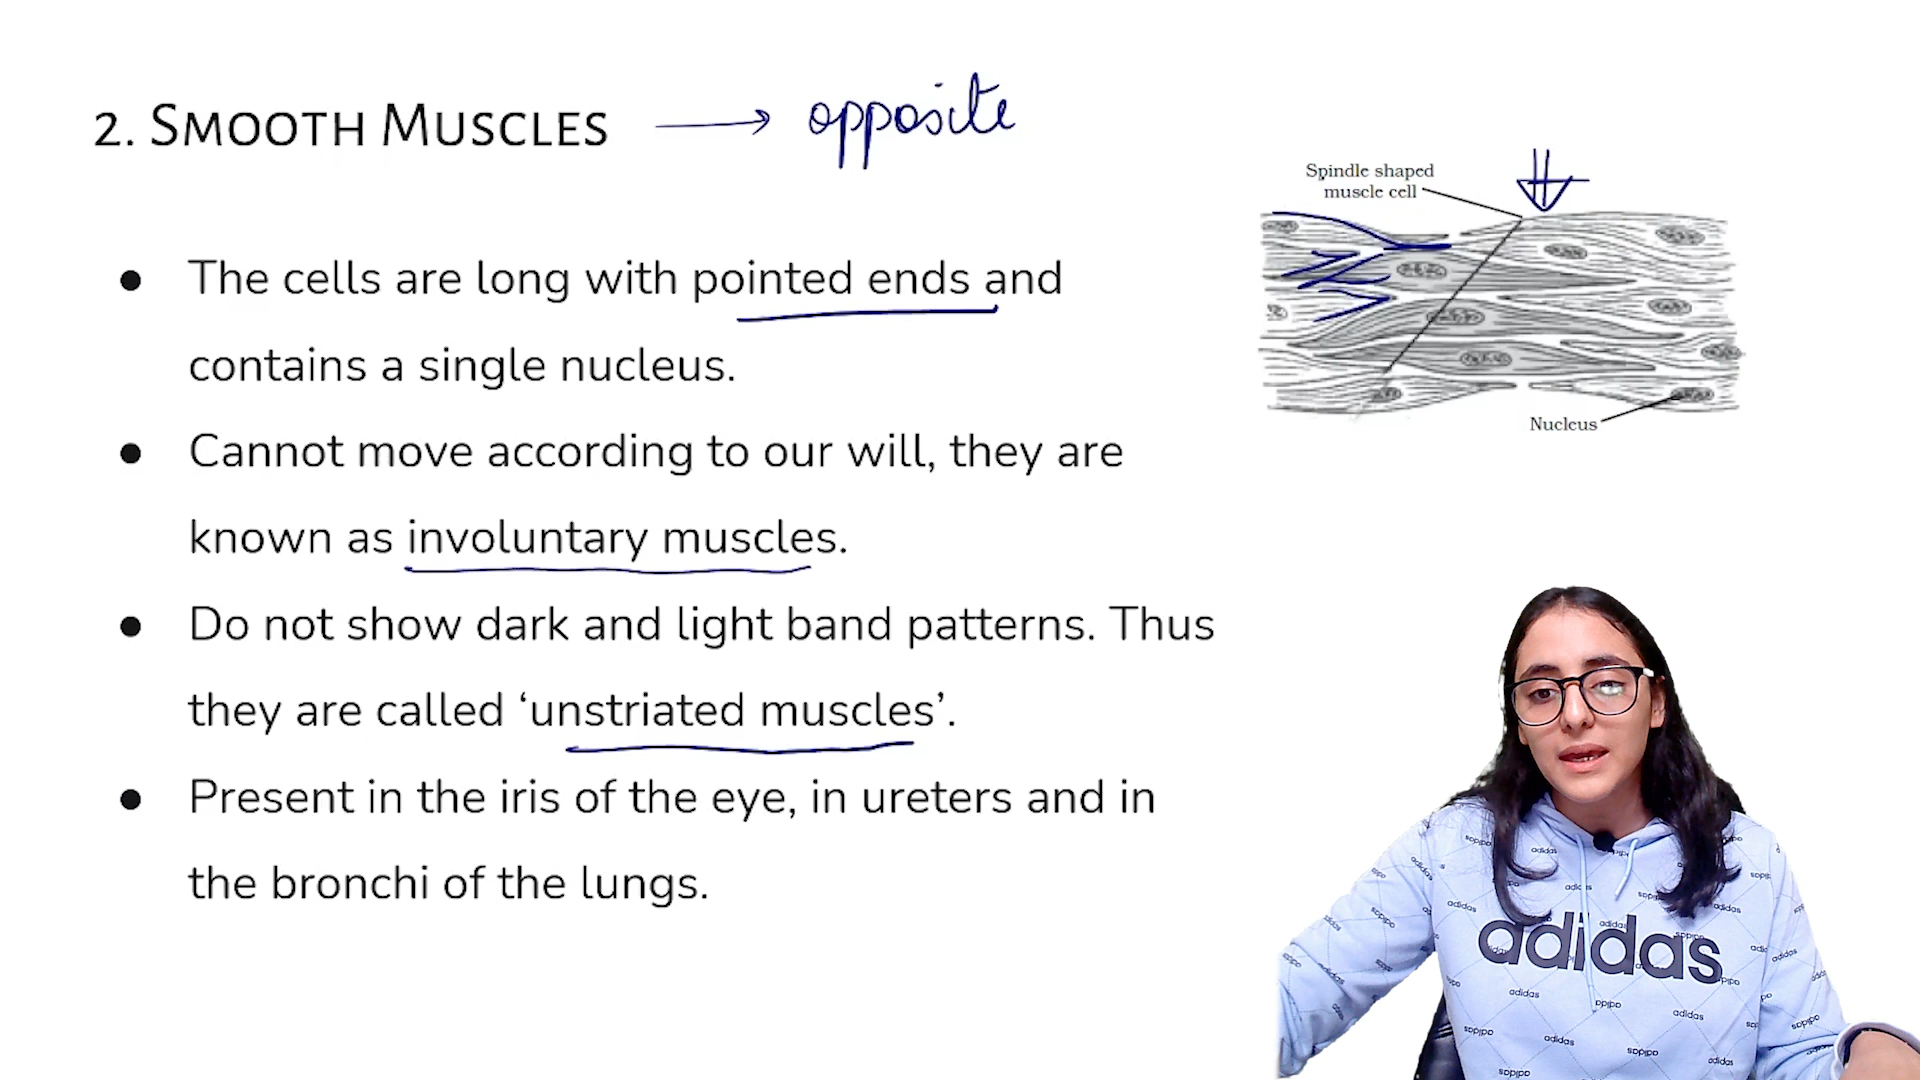 2. SMOOTH MUSCLES → opposite
Spindle shaped
muscle cell
● The cells are long with pointed ends and
contains a single nucleus.
Nucleus
● Cannot move according to our will, they are
known as involuntary muscles.
● Do not show dark and light band patterns. Thus
they are called ‘unstriated muscles’.
● Present in the iris of the eye, in ureters and in
the bronchi of the lungs.
adidas